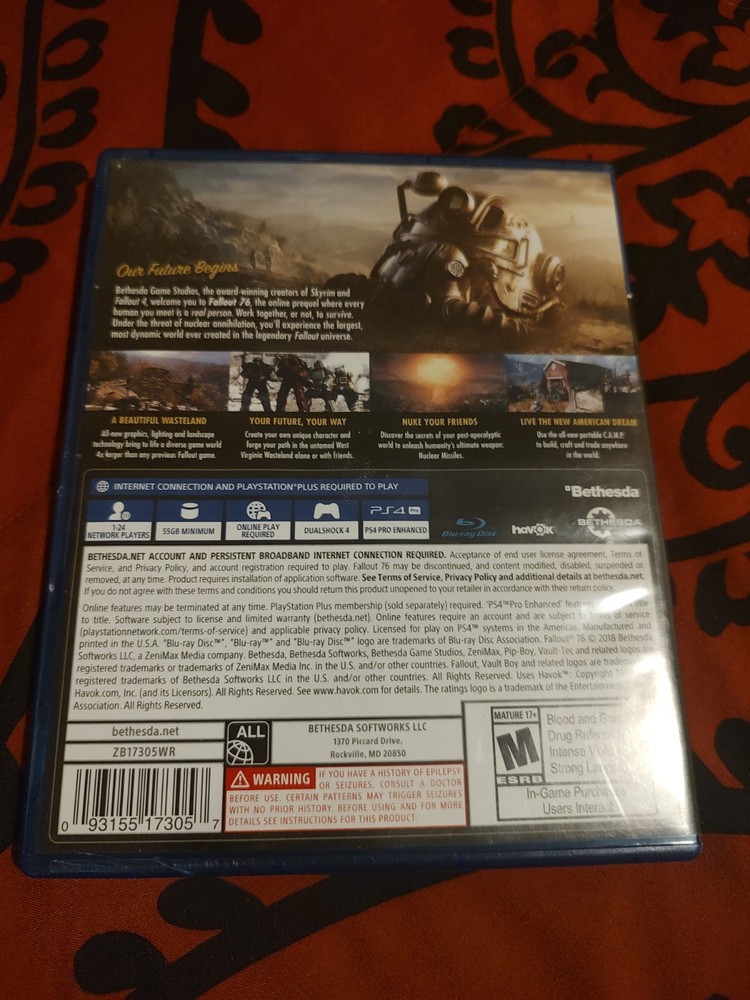 Our Future Begins
Bethesda Game Studios, the award-winning creators of Skyrim and
Fallout 4, welcome you to Fallout 76, the online prequel where every
human you meet is a real person. Work together, or not, to survive.
Under the threat of nuclear annihilation, you'll experience the largest,
most dynamic world ever created in the legendary Fallout universe.
A BEAUTIFUL WASTELAND
All-new graphics, lighting and landscape
technology bring to life a diverse game world
4x larger than any previous Fallout game.
YOUR FUTURE, YOUR WAY
Create your own unique character and
forge your path in the untamed West
Virginia Wasteland alone or with friends.
NUKE YOUR FRIENDS
Discover the secrets of your post-apocalyptic
world to unleash humanity's ultimate weapon:
Nuclear Missiles.
LIVE THE NEW AMERICAN DREAM
Use the all-new portable C.A.M.P.
to build, craft and trade anywhere
in the world.
INTERNET CONNECTION AND PLAYSTATION®PLUS REQUIRED TO PLAY
1-24
NETWORK PLAYERS
55GB MINIMUM
ONLINE PLAY
REQUIRED
DUALSHOCK 4
PS4 Pro
PS4 PRO ENHANCED
Blu-ray Disc
havok
Bethesda
BETHESDA
BETHESDA.NET ACCOUNT AND PERSISTENT BROADBAND INTERNET CONNECTION REQUIRED. Acceptance of end user license agreement, Terms of
Service, and Privacy Policy, and account registration required to play. Fallout 76 may be discontinued, and content modified, disabled, suspended or
removed, at any time. Product requires installation of application software. See Terms of Service, Privacy Policy and additional details at bethesda.net.
If you do not agree with these terms and conditions you should return this product unopened to your retailer in accordance with their return policy.
Online features may be terminated at any time. PlayStation Plus membership (sold separately) required. 'PS4™Pro Enhanced' title
to title. Software subject to license and limited warranty (bethesda.net). Online features require an account and are subject to Terms of service
(playstationnetwork.com/terms-of-service) and applicable privacy policy. Licensed for play on PS4™ systems in the Americas. Manufactured and
printed in the U.S.A. "Blu-ray Disc™", "Blu-ray™" and "Blu-ray Disc™" logo are trademarks of Blu-ray Disc Association. Fallout® 76 © 2018 Bethesda
Softworks LLC, a ZeniMax Media company. Bethesda, Bethesda Softworks, Bethesda Game Studios, ZeniMax, Pip-Boy, Vault-Tec and related logos
registered trademarks or trademarks of ZeniMax Media Inc. in the U.S. and/or other countries. Fallout, Vault Boy and related logos are
registered trademarks of Bethesda Softworks LLC in the U.S. and/or other countries. All Rights Reserved. Uses Havok™: Copyright
Havok.com, Inc. (and its Licensors). All Rights Reserved. See www.havok.com for details. The ratings logo is a trademark of the Entertainment
Association. All Rights Reserved.
bethesda.net
ZB17305WR
ALL
BETHESDA SOFTWORKS LLC
1370 Piccard Drive,
Rockville, MD 20850
WARNING IF YOU HAVE A HISTORY OF EPILEPSY
OR SEIZURES, CONSULT A DOCTOR
BEFORE USE. CERTAIN PATTERNS MAY TRIGGER SEIZURES
WITH NO PRIOR HISTORY. BEFORE USING AND FOR MORE
DETAILS SEE INSTRUCTIONS FOR THIS PRODUCT.
0 93155 17305 7
MATURE 17+
M
ESRB
Blood and
Drug
Intense
Strong
In-Game Purchases
Users Interact